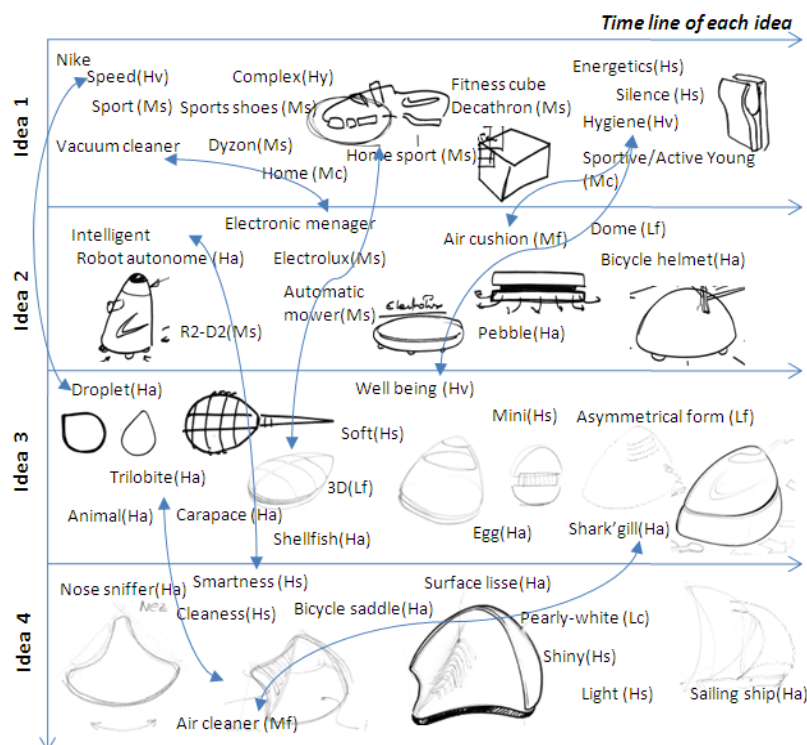 Time line of each idea
Idea 1
Nike
Speed(Hv)
Complex(Hy)
Energetics(Hs)
Sport (Ms)
Sports shoes(Ms)
Fitness cube
Decathron (Ms)
Silence (Hs)
Hygiene(Hv)
Vacuum cleaner
Dyzon(Ms)
Home (Mc)
Home sport (Ms)
Sportive/Active Young
(Mc)
Idea 2
Electronic menager
Intelligent
Robot autonome (Ha)
Electrolux(Ms)
Air cushion (Mf)
Dome (Lf)
Bicycle helmet(Ha)
Automatic
mower(Ms)
Electrolux
R2-D2(Ms)
Pebble(Ha)
Idea 3
Droplet(Ha)
Well being (Hv)
Soft(Hs)
Mini(Hs)
Asymmetrical form (Lf)
Trilobite(Ha)
3D(Lf)
Animal(Ha)
Carapace (Ha)
Shellfish(Ha)
Egg(Ha)
Shark'gill(Ha)
Idea 4
Nose sniffer(Ha)
Nez
Smartness (Hs)
Cleaness(Hs)
Bicycle saddle(Ha)
Surface lisse(Ha)
Pearly-white (Lc)
Shiny(Hs)
Light (Hs)
Sailing ship(Ha)
Air cleaner (Mf)